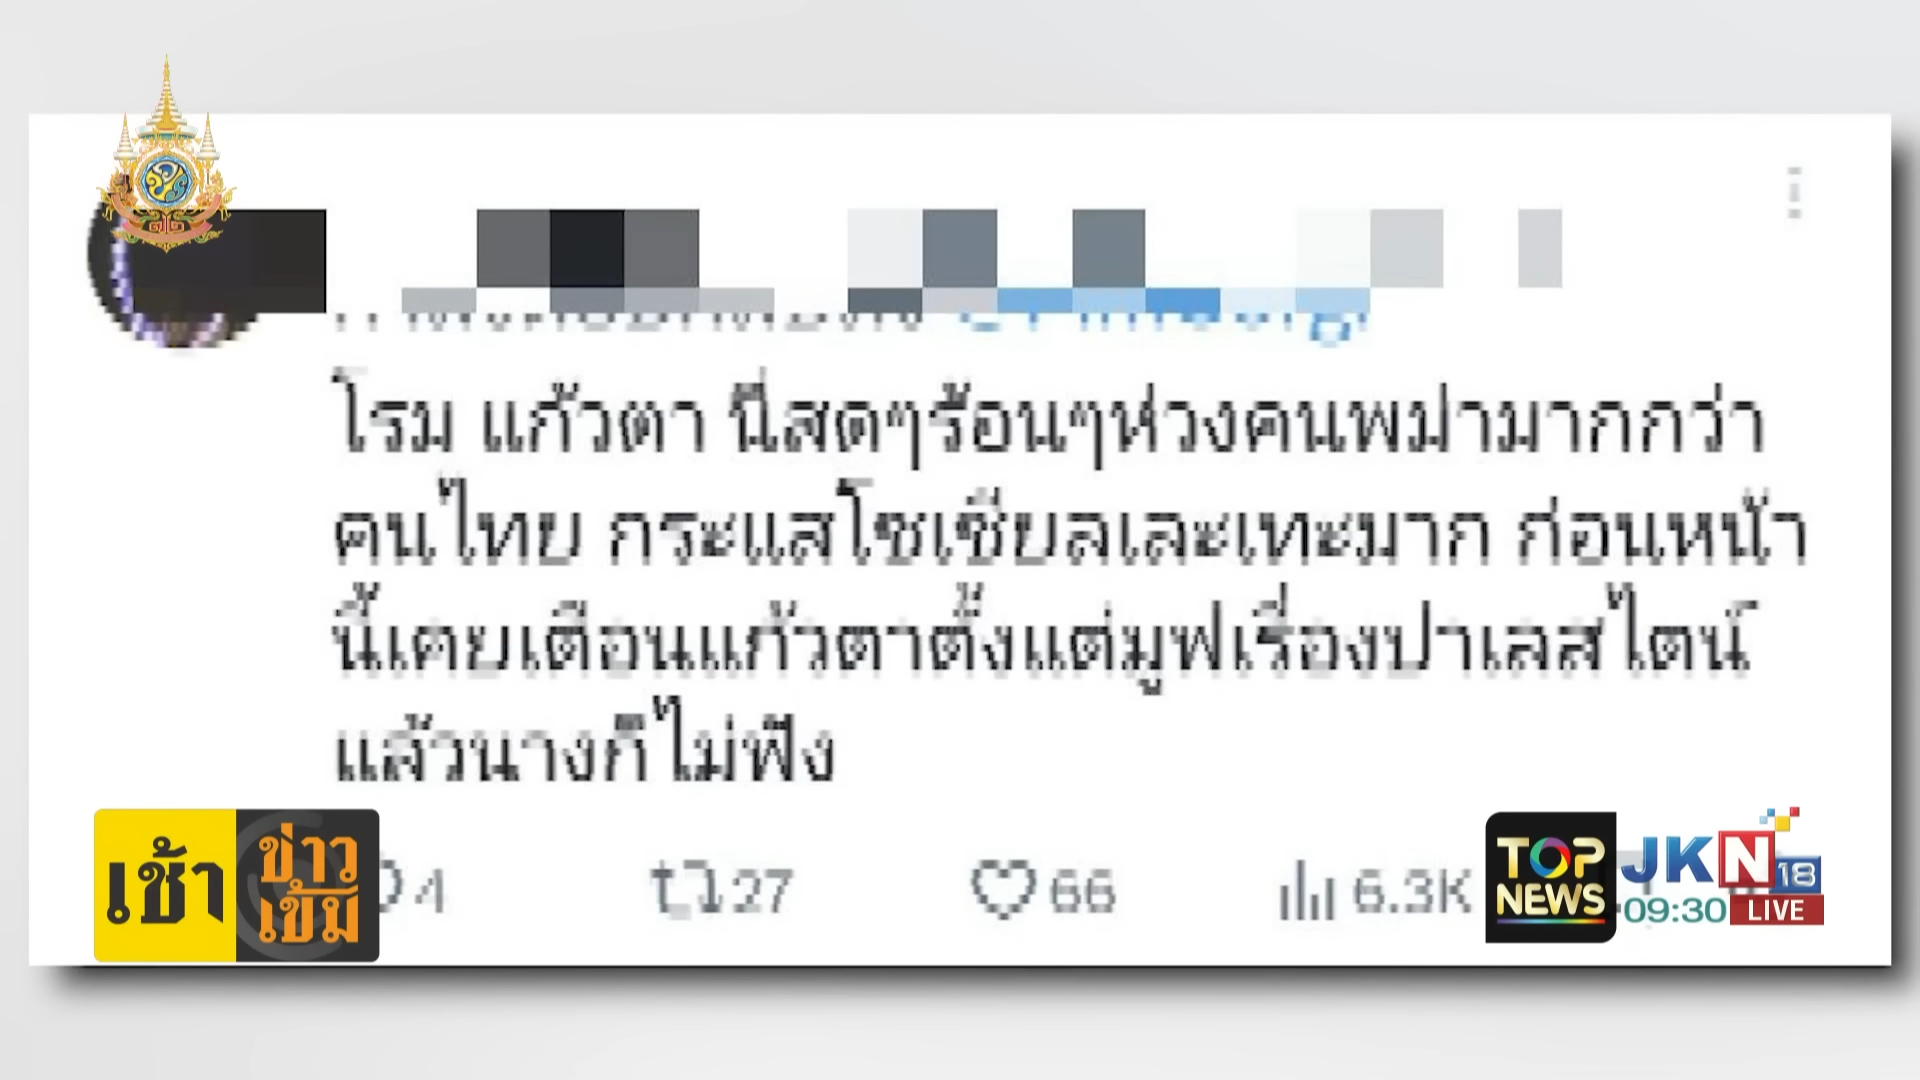 โรม แก้วตา นี่สดๆร้อนๆห่วงคนพม่ามากกว่า
คนไทย กระแสโซเชียลเละเทะมาก ก่อนหน้า
นี้เคยเตือนแก้วตาตั้งแต่มูฟเรื่องปาเลสไตน์
แล้วนางก็ไม่ฟัง
4 27 66 6.3K
เช้า ข่าว เข้ม
TOP NEWS
JKN 18
09:30 LIVE